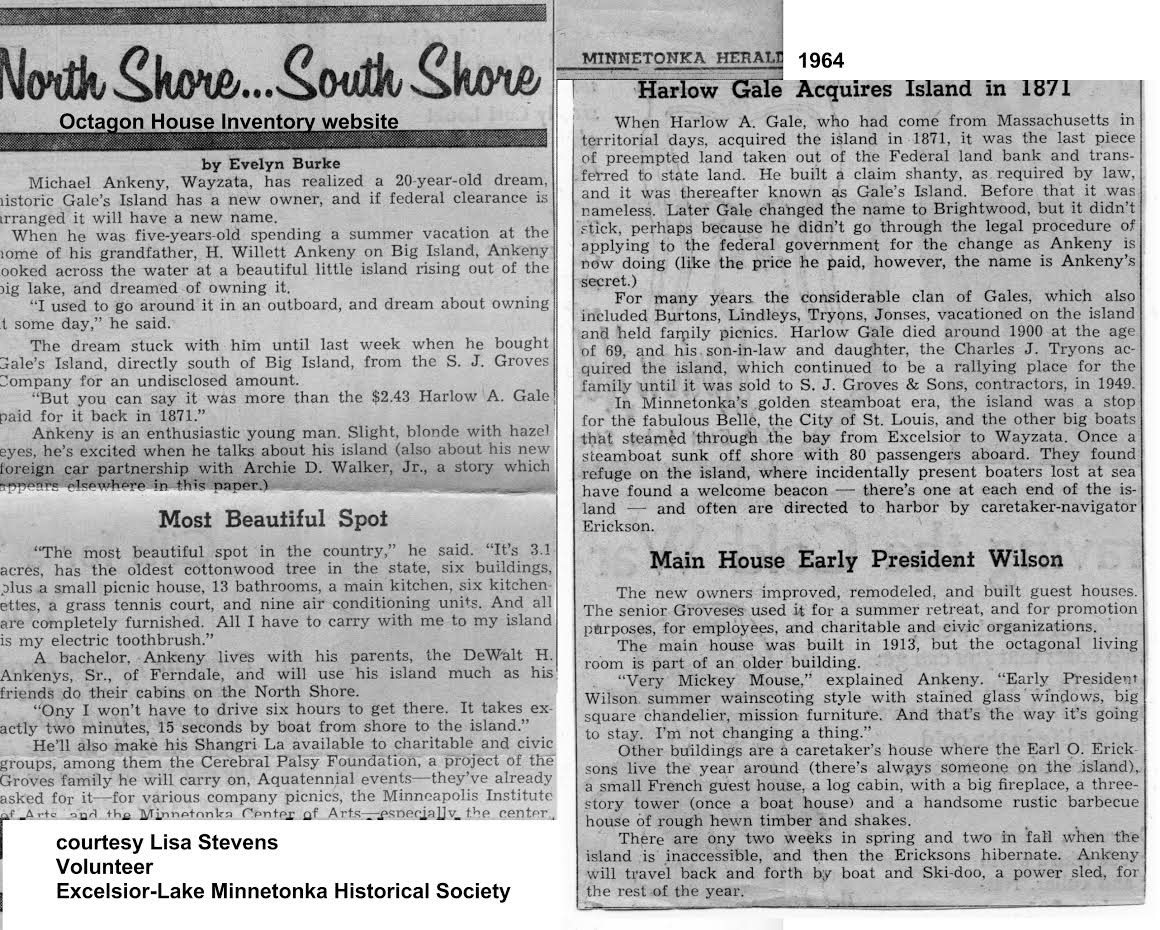 North Shore...South Shore
Octagon House Inventory website
by Evelyn Burke
Michael Ankeny, Wayzata, has realized a 20-year-old dream,
historic Gale's Island has a new owner, and if federal clearance is
arranged it will have a new name.
When he was five-years-old spending a summer vacation at the
home of his grandfather, H. Willett Ankeny on Big Island, Ankeny
ooked across the water at a beautiful little island rising out of the
big lake, and dreamed of owning it.
"I used to go around it in an outboard, and dream about owning
t some day," he said.
The dream stuck with him until last week when he bought
Gale's Island, directly south of Big Island, from the S. J. Groves
Company for an undisclosed amount.
"But you can say it was more than the $2.43 Harlow A. Gale
paid for it back in 1871."
Ankeny is an enthusiastic young man. Slight, blonde with hazel
eyes, he's excited when he talks about his island (also about his new
foreign car partnership with Archie D. Walker, Jr., a story which
appears elsewhere in this paper.)
Most Beautiful Spot
"The most beautiful spot in the country," he said. "It's 3.1
acres, has the oldest cottonwood tree in the state, six buildings,
plus a small picnic house, 13 bathrooms, a main kitchen, six kitchen-
ettes, a grass tennis court, and nine air conditioning units. And all
are completely furnished. All I have to carry with me to my island
is my electric toothbrush."
A bachelor, Ankeny lives with his parents, the DeWalt H.
Ankenys, Sr., of Ferndale, and will use his island much as his
friends do their cabins on the North Shore.
"Ony I won't have to drive six hours to get there. It takes ex-
actly two minutes, 15 seconds by boat from shore to the island."
He'll also make his Shangri La available to charitable and civic
groups, among them the Cerebral Palsy Foundation, a project of the
Groves family he will carry on, Aquatennial events—they've already
asked for it—for various company picnics, the Minneapolis Institute
of Arts and the Minnetonka Center of Arts—especially the center.
courtesy Lisa Stevens
Volunteer
Excelsior-Lake Minnetonka Historical Society
MINNETONKA HERALD
1964
Harlow Gale Acquires Island in 1871
When Harlow A. Gale, who had come from Massachusetts in
territorial days, acquired the island in 1871, it was the last piece
of preempted land taken out of the Federal land bank and trans-
ferred to state land. He built a claim shanty, as required by law,
and it was thereafter known as Gale's Island. Before that it was
nameless. Later Gale changed the name to Brightwood, but it didn't
stick, perhaps because he didn't go through the legal procedure of
applying to the federal government for the change as Ankeny is
now doing (like the price he paid, however, the name is Ankeny's
secret.)
For many years the considerable clan of Gales, which also
included Burtons, Lindleys, Tryons, Jonses, vacationed on the island
and held family picnics. Harlow Gale died around 1900 at the age
of 69, and his son-in-law and daughter, the Charles J. Tryons ac-
quired the island, which continued to be a rallying place for the
family until it was sold to S. J. Groves & Sons, contractors, in 1949.
In Minnetonka's golden steamboat era, the island was a stop
for the fabulous Belle, the City of St. Louis, and the other big boats
that steamed through the bay from Excelsior to Wayzata. Once a
steamboat sunk off shore with 80 passengers aboard. They found
refuge on the island, where incidentally present boaters lost at sea
have found a welcome beacon — there's one at each end of the is-
land — and often are directed to harbor by caretaker-navigator
Erickson.
Main House Early President Wilson
The new owners improved, remodeled, and built guest houses.
The senior Groveses used it for a summer retreat, and for promotion
purposes, for employees, and charitable and civic organizations.
The main house was built in 1913, but the octagonal living
room is part of an older building.
"Very Mickey Mouse," explained Ankeny. "Early President
Wilson summer wainscoting style with stained glass windows, big
square chandelier, mission furniture. And that's the way it's going
to stay. I'm not changing a thing."
Other buildings are a caretaker's house where the Earl O. Erick-
sons live the year around (there's always someone on the island),
a small French guest house, a log cabin, with a big fireplace, a three-
story tower (once a boat house) and a handsome rustic barbecue
house of rough hewn timber and shakes.
There are ony two weeks in spring and two in fall when the
island is inaccessible, and then the Ericksons hibernate. Ankeny
will travel back and forth by boat and Ski-doo, a power sled, for
the rest of the year.